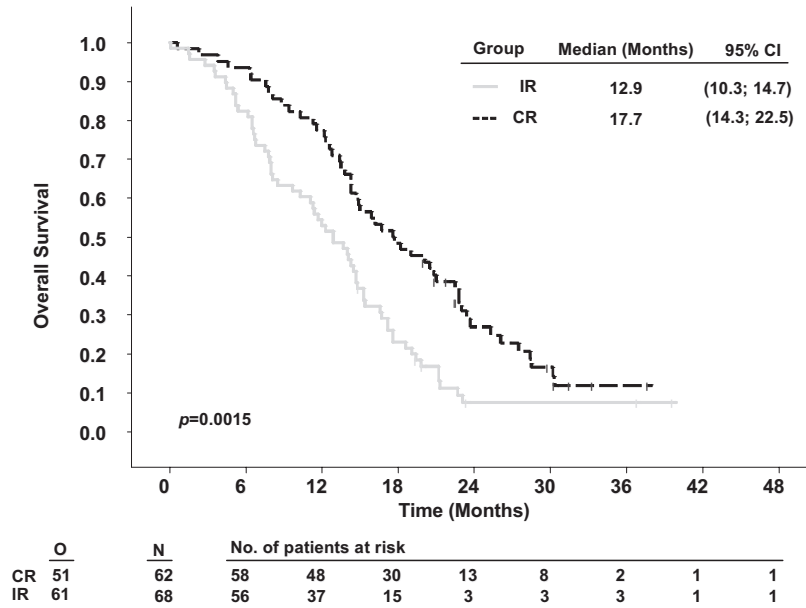 Group Median (Months) 95% CI
IR 12.9 (10.3; 14.7)
CR 17.7 (14.3; 22.5)
1.0
0.9
0.8
0.7
0.6
0.5
0.4
0.3
0.2
0.1
0.0
Overall Survival
p=0.0015
0 6 12 18 24 30 36 42 48
Time (Months)
O N No. of patients at risk
CR 51 62 58 48 30 13 8 2 1 1
IR 61 68 56 37 15 3 3 3 1 1